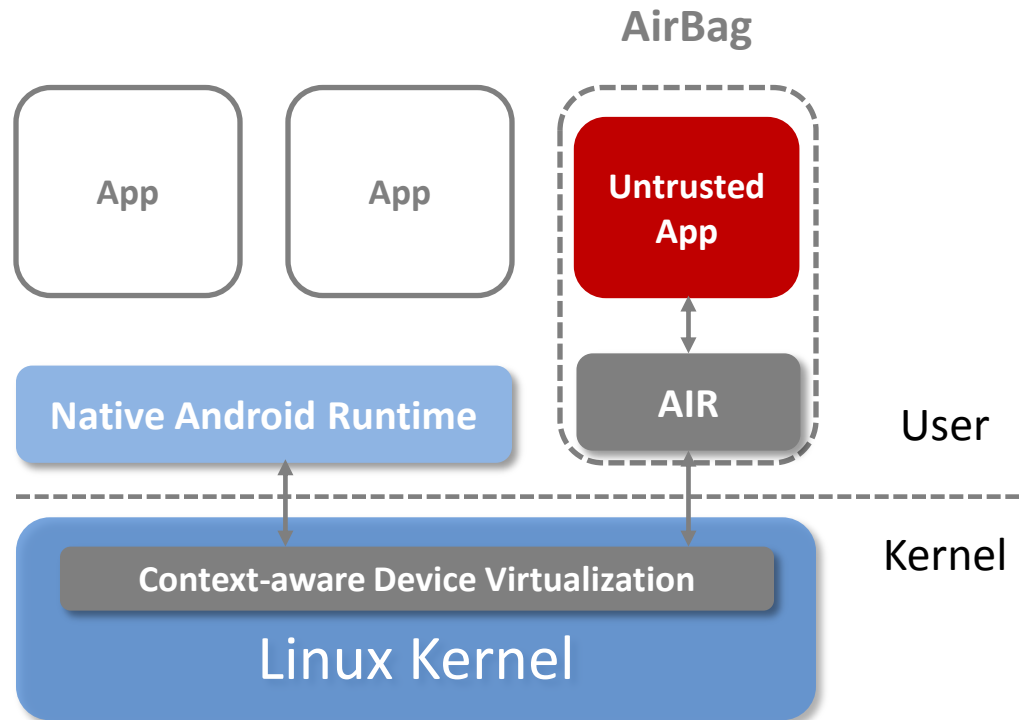 AirBag
App
App
Untrusted
App
Native Android Runtime
AIR
User
Kernel
Context-aware Device Virtualization
Linux Kernel